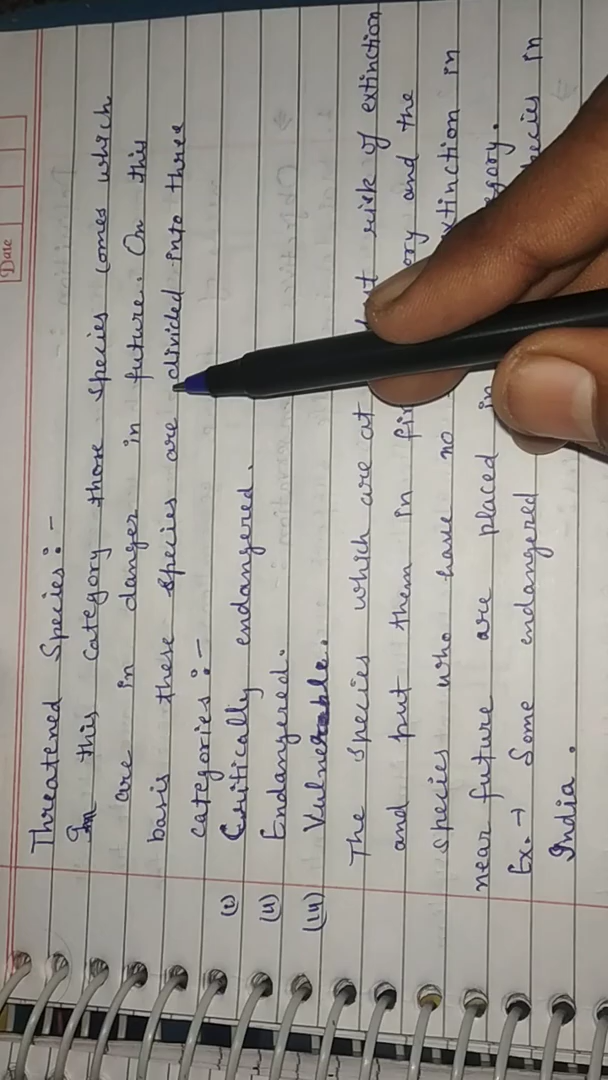 Date
Threatened Species :-
In this category those species comes which
are in danger in future. On this
basis these species are divided into three
categories :-
(i) Critically endangered.
(ii) Endangered.
(iii) Vulnerable.
The species which are at risk of extinction
and put them in and the
species who have no extinction in
near future are placed in
Ex. → Some endangered species in
India.